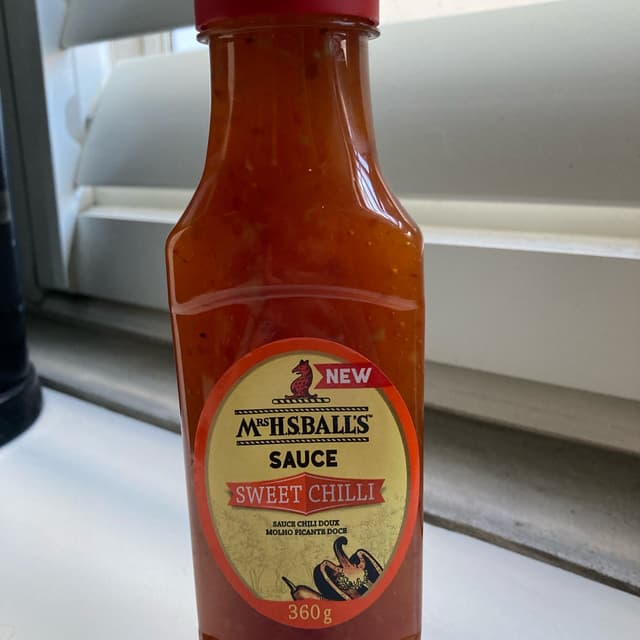 NEW
MRS H.S.BALL'S
SAUCE
SWEET CHILLI
SAUCE CHILI DOUX
MOLHO PICANTE DOCE
360g